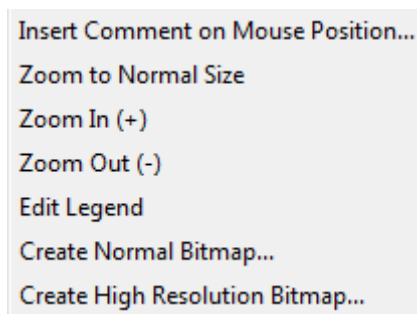 Insert Comment on Mouse Position...
Zoom to Normal Size
Zoom In (+)
Zoom Out (-)
Edit Legend
Create Normal Bitmap...
Create High Resolution Bitmap...